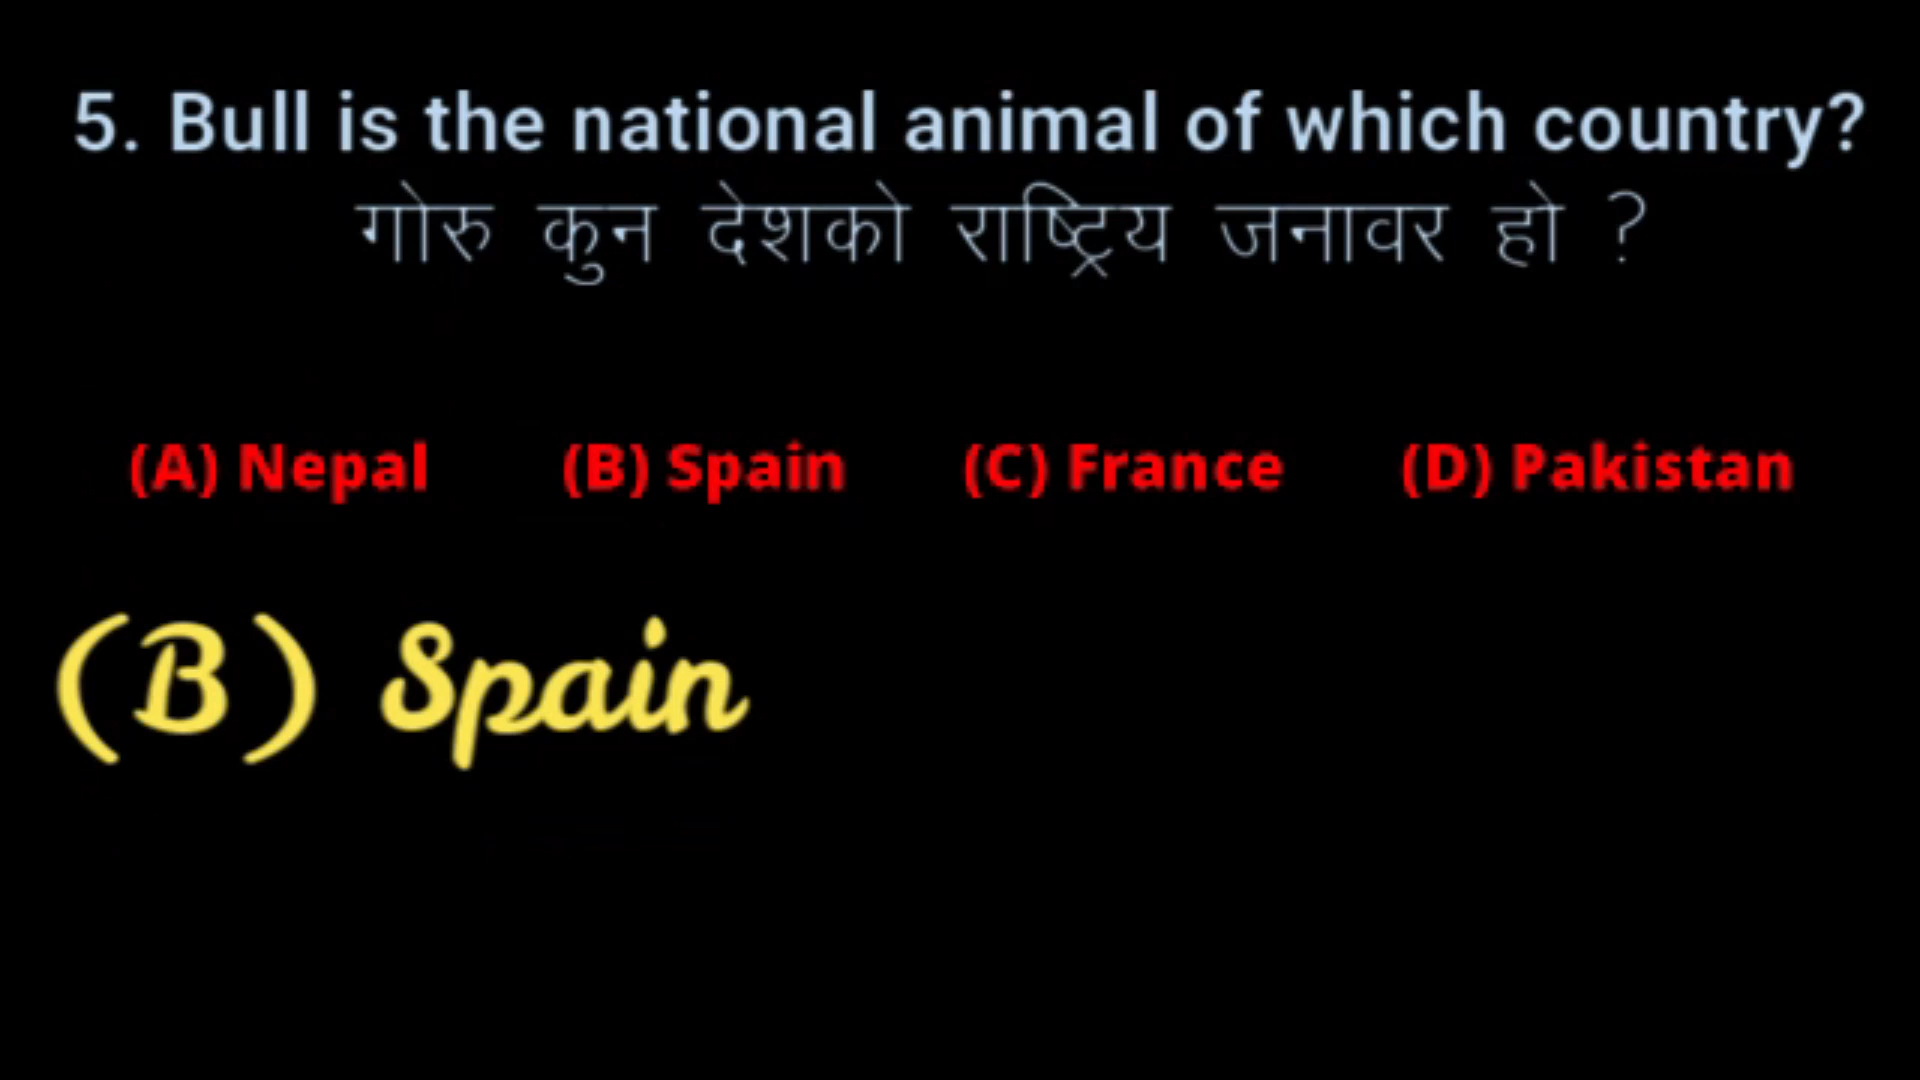 5. Bull is the national animal of which country?
गोरु कुन देशको राष्ट्रिय जनावर हो ?
(A) Nepal (B) Spain (C) France (D) Pakistan
(B) Spain